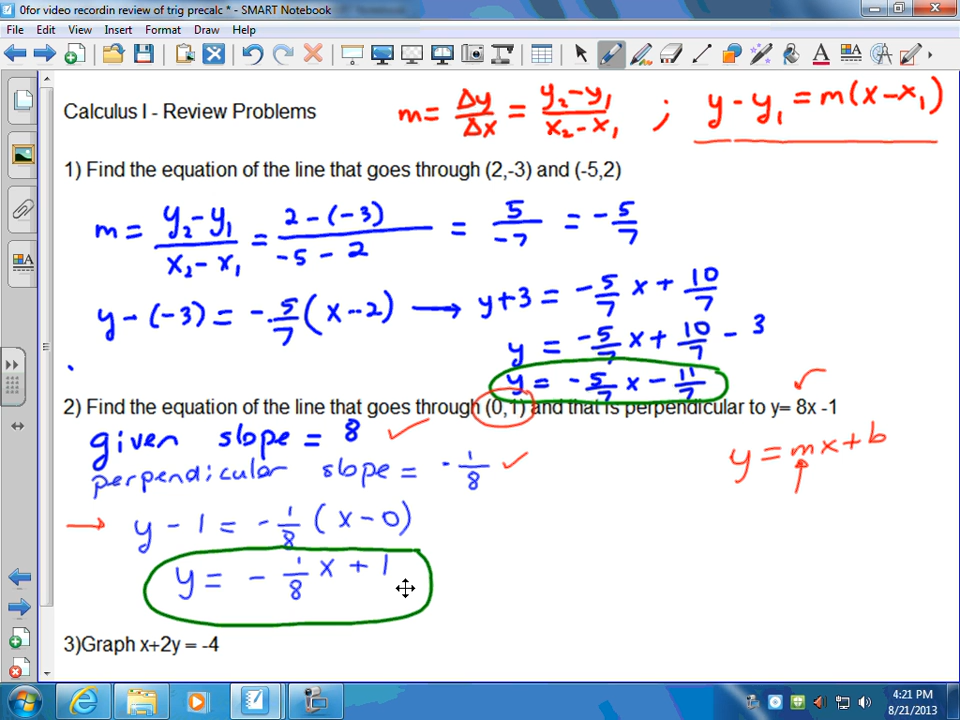 0for video recordin review of trig precalc * - SMART Notebook
File Edit View Insert Format Draw Help
Calculus I - Review Problems
m = Δy/Δx = y₂-y₁/x₂-x₁ ; y - y₁ = m(x-x₁)
1) Find the equation of the line that goes through (2,-3) and (-5,2)
m = y₂-y₁/x₂-x₁ = 2-(-3)/-5-2 = 5/-7 = -5/7
y-(-3) = -5/7(x-2) → y+3 = -5/7x + 10/7
y = -5/7x + 10/7 - 3
y = -5/7x - 11/7
2) Find the equation of the line that goes through (0,1) and that is perpendicular to y= 8x -1
given slope = 8 ✓
y = mx+b
perpendicular slope = -1/8 ✓
→ y - 1 = -1/8 (x-0)
y = -1/8 x + 1
3)Graph x+2y = -4
4:21 PM
8/21/2013